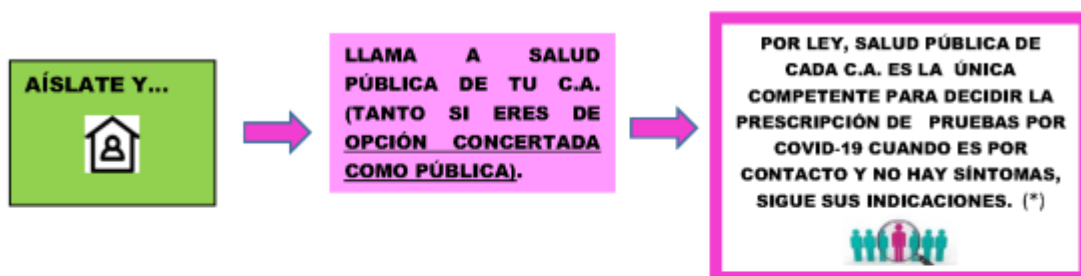 AÍSLATE Y...
LLAMA A SALUD
PÚBLICA DE TU C.A.
(TANTO SI ERES DE
OPCIÓN CONCERTADA
COMO PÚBLICA).
POR LEY, SALUD PÚBLICA DE
CADA C.A. ES LA ÚNICA
COMPETENTE PARA DECIDIR LA
PRESCRIPCIÓN DE PRUEBAS POR
COVID-19 CUANDO ES POR
CONTACTO Y NO HAY SÍNTOMAS,
SIGUE SUS INDICACIONES. (*)